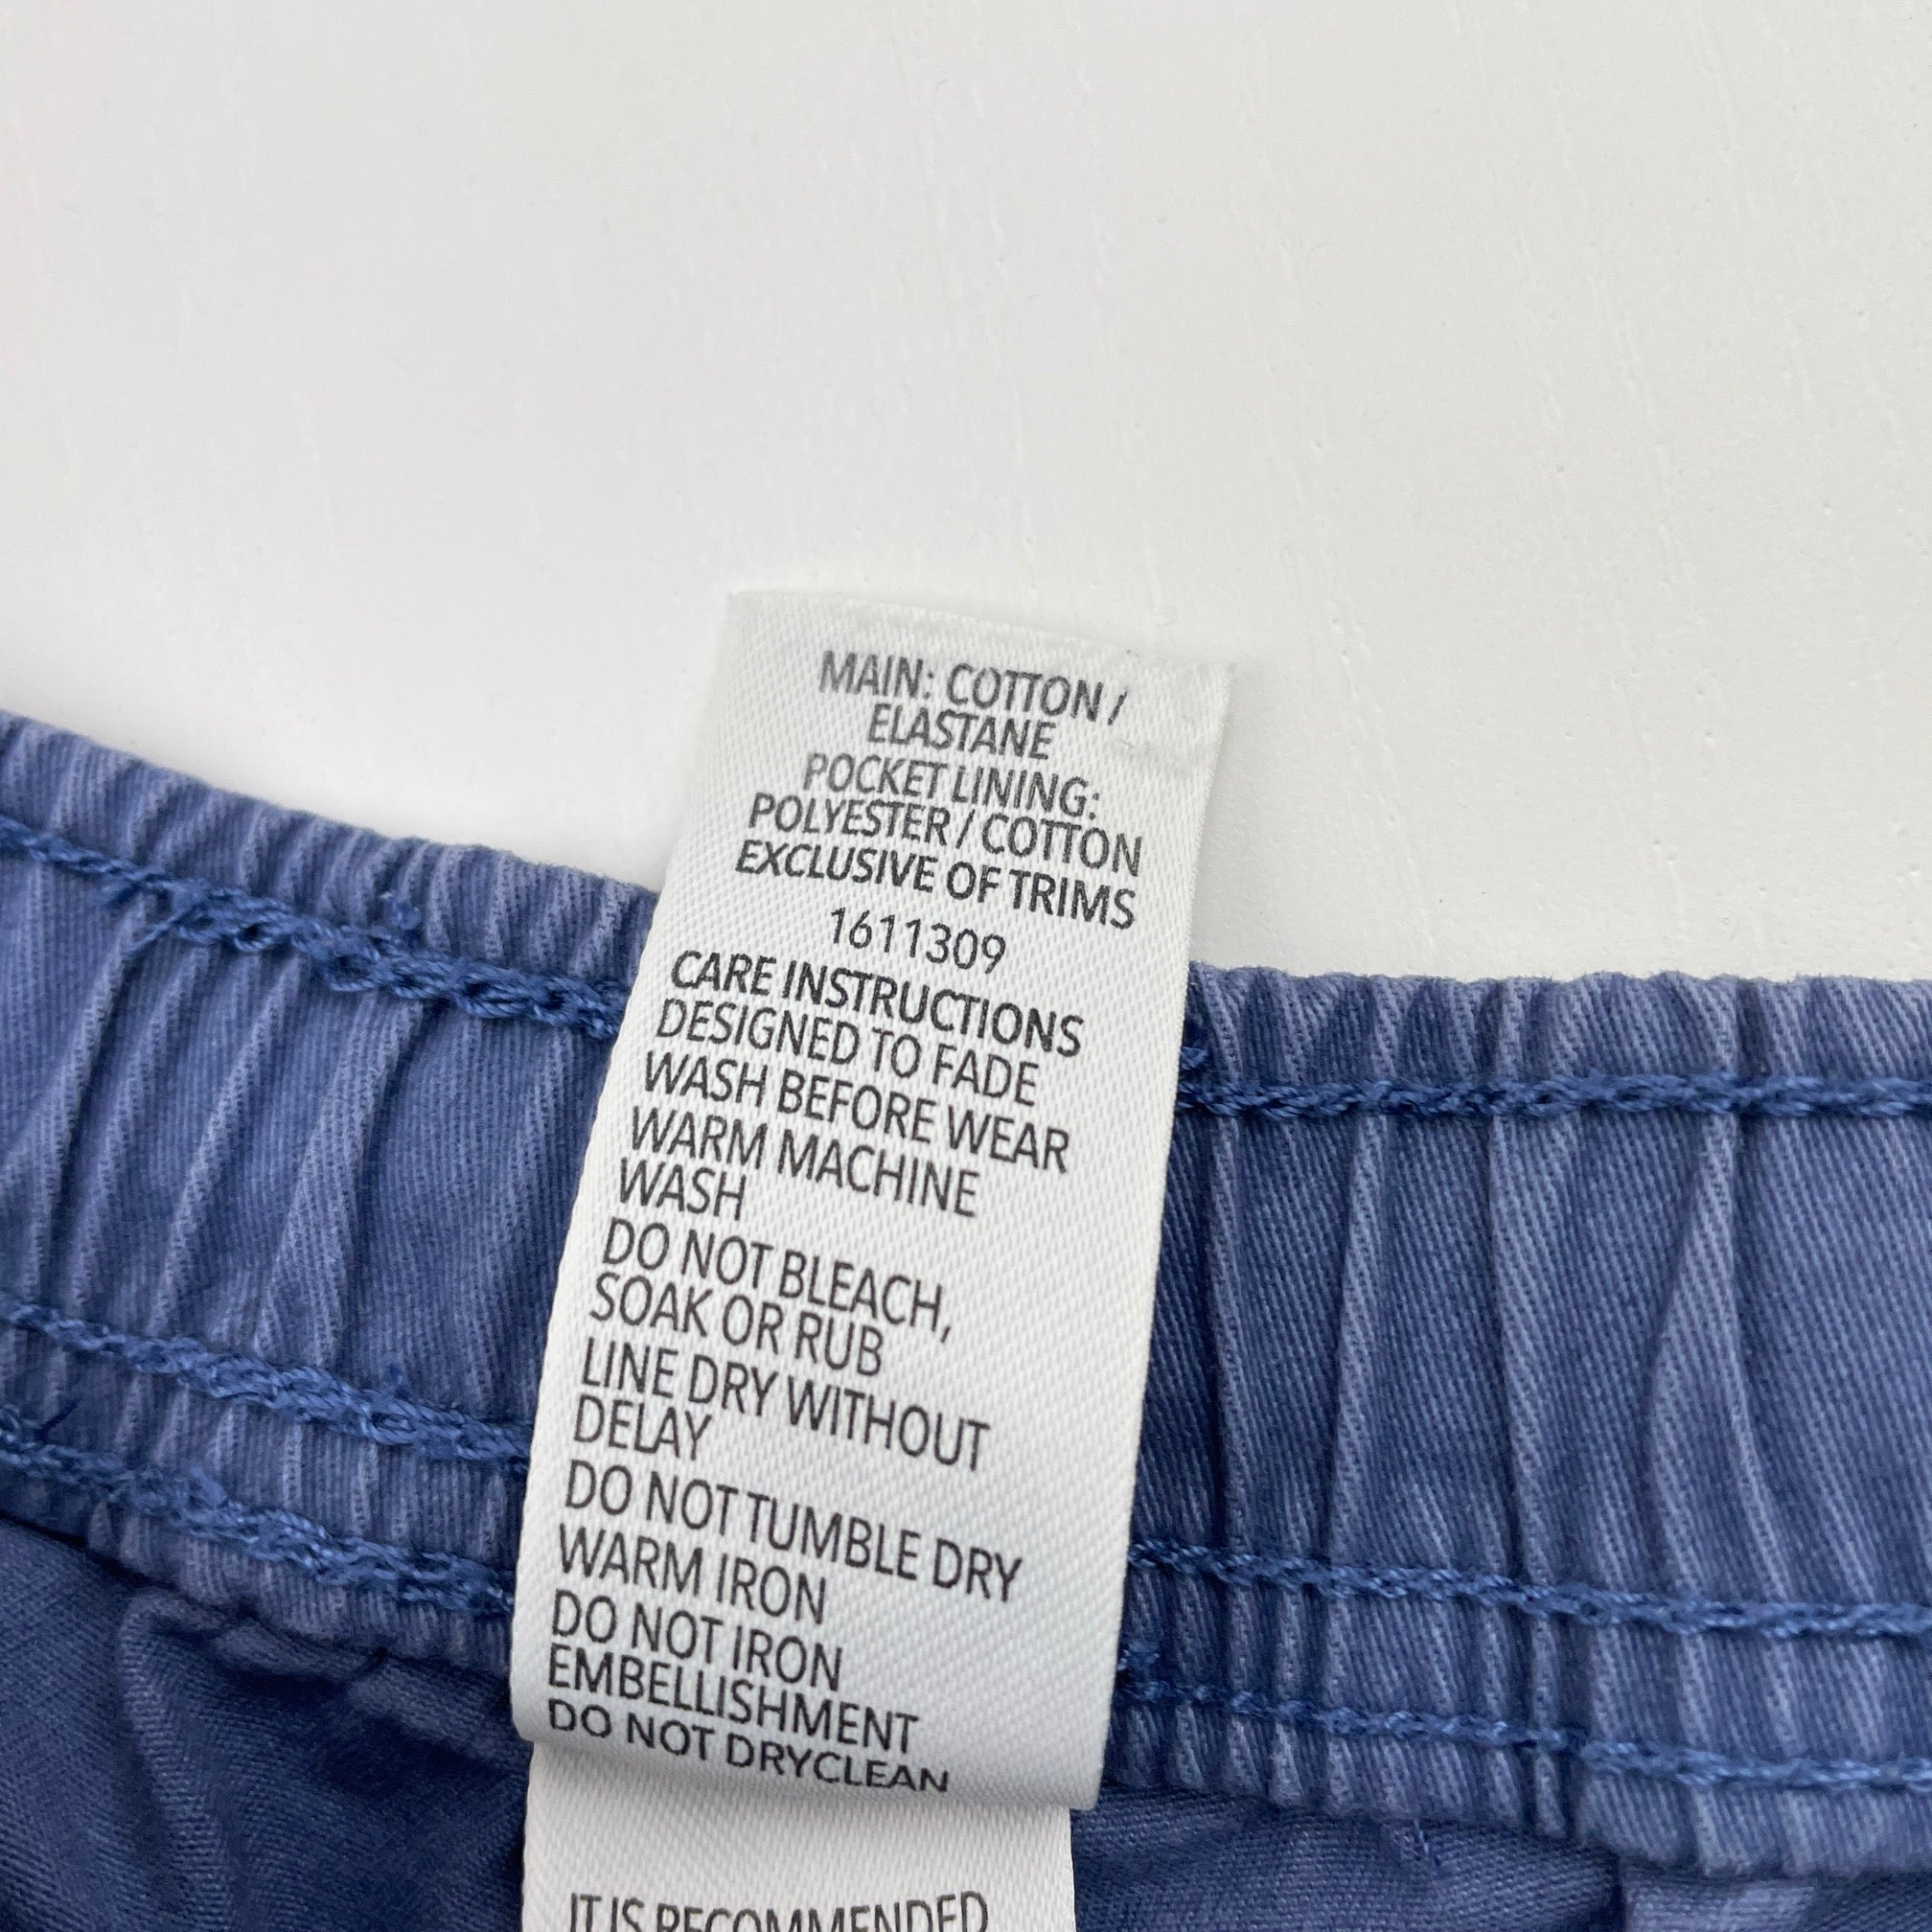 MAIN: COTTON /
ELASTANE
POCKET LINING:
POLYESTER / COTTON
EXCLUSIVE OF TRIMS
1611309
CARE INSTRUCTIONS
DESIGNED TO FADE
WASH BEFORE WEAR
WARM MACHINE
WASH
DO NOT BLEACH,
SOAK OR RUB
LINE DRY WITHOUT
DELAY
DO NOT TUMBLE DRY
WARM IRON
DO NOT IRON
EMBELLISHMENT
DO NOT DRYCLEAN
IT IS RECOMMENDED